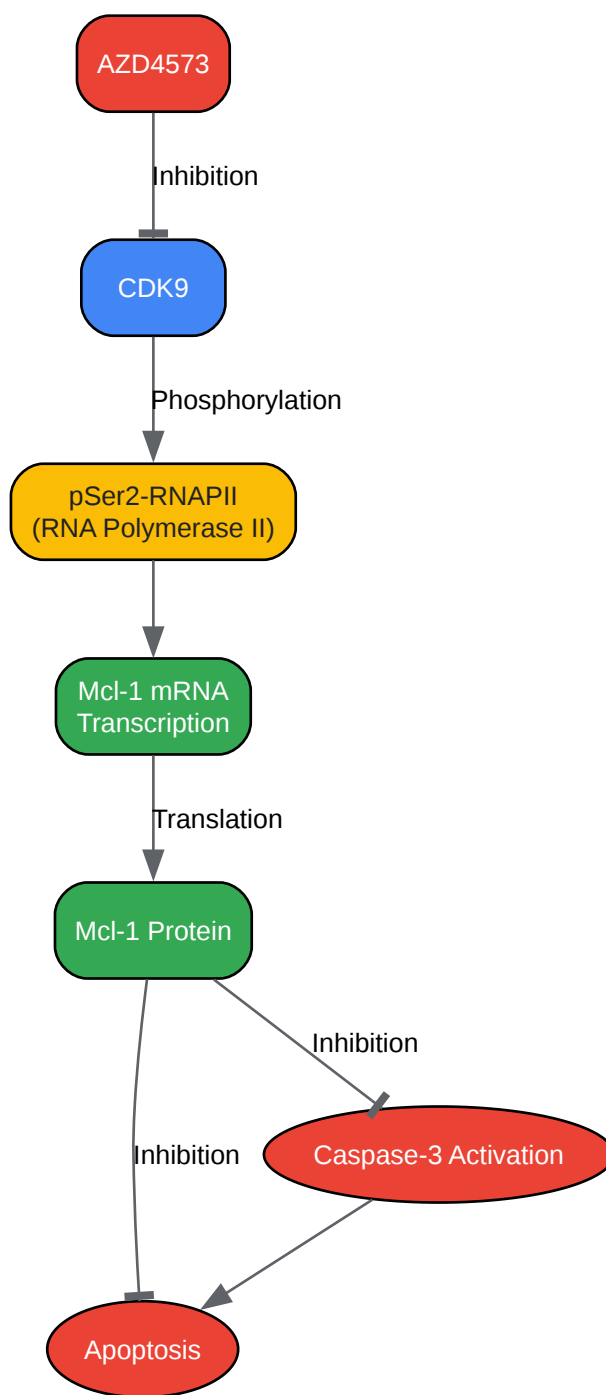 AZD4573
Inhibition
CDK9
Phosphorylation
pSer2-RNAPII
(RNA Polymerase II)
Mcl-1 mRNA
Transcription
Translation
Mcl-1 Protein
Inhibition
Inhibition
Caspase-3 Activation
Apoptosis